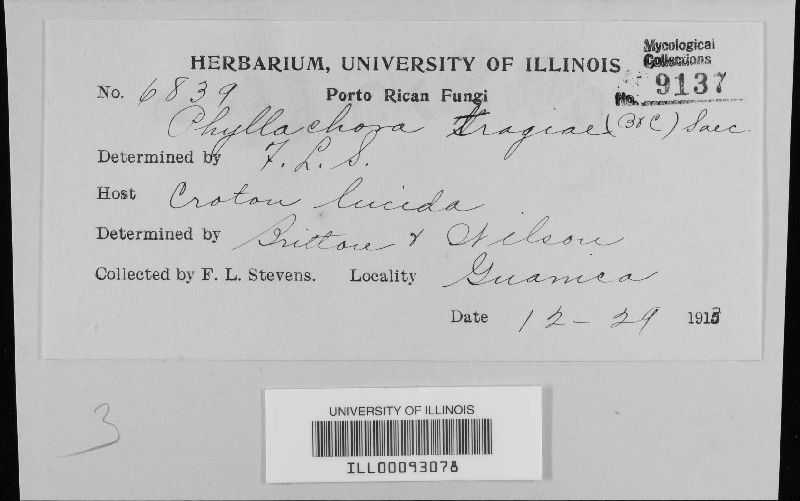 HERBARIUM, UNIVERSITY OF ILLINOIS
Mycological
Collections
No. 9137
No. 6839
Porto Rican Fungi
Phyllachora tragiae (B&C) Sacc
Determined by F. L. S.
Host Croton lucida
Determined by Britton & Wilson
Collected by F. L. Stevens. Locality Guanica
Date 12-29 1913
3
UNIVERSITY OF ILLINOIS
ILL00093078